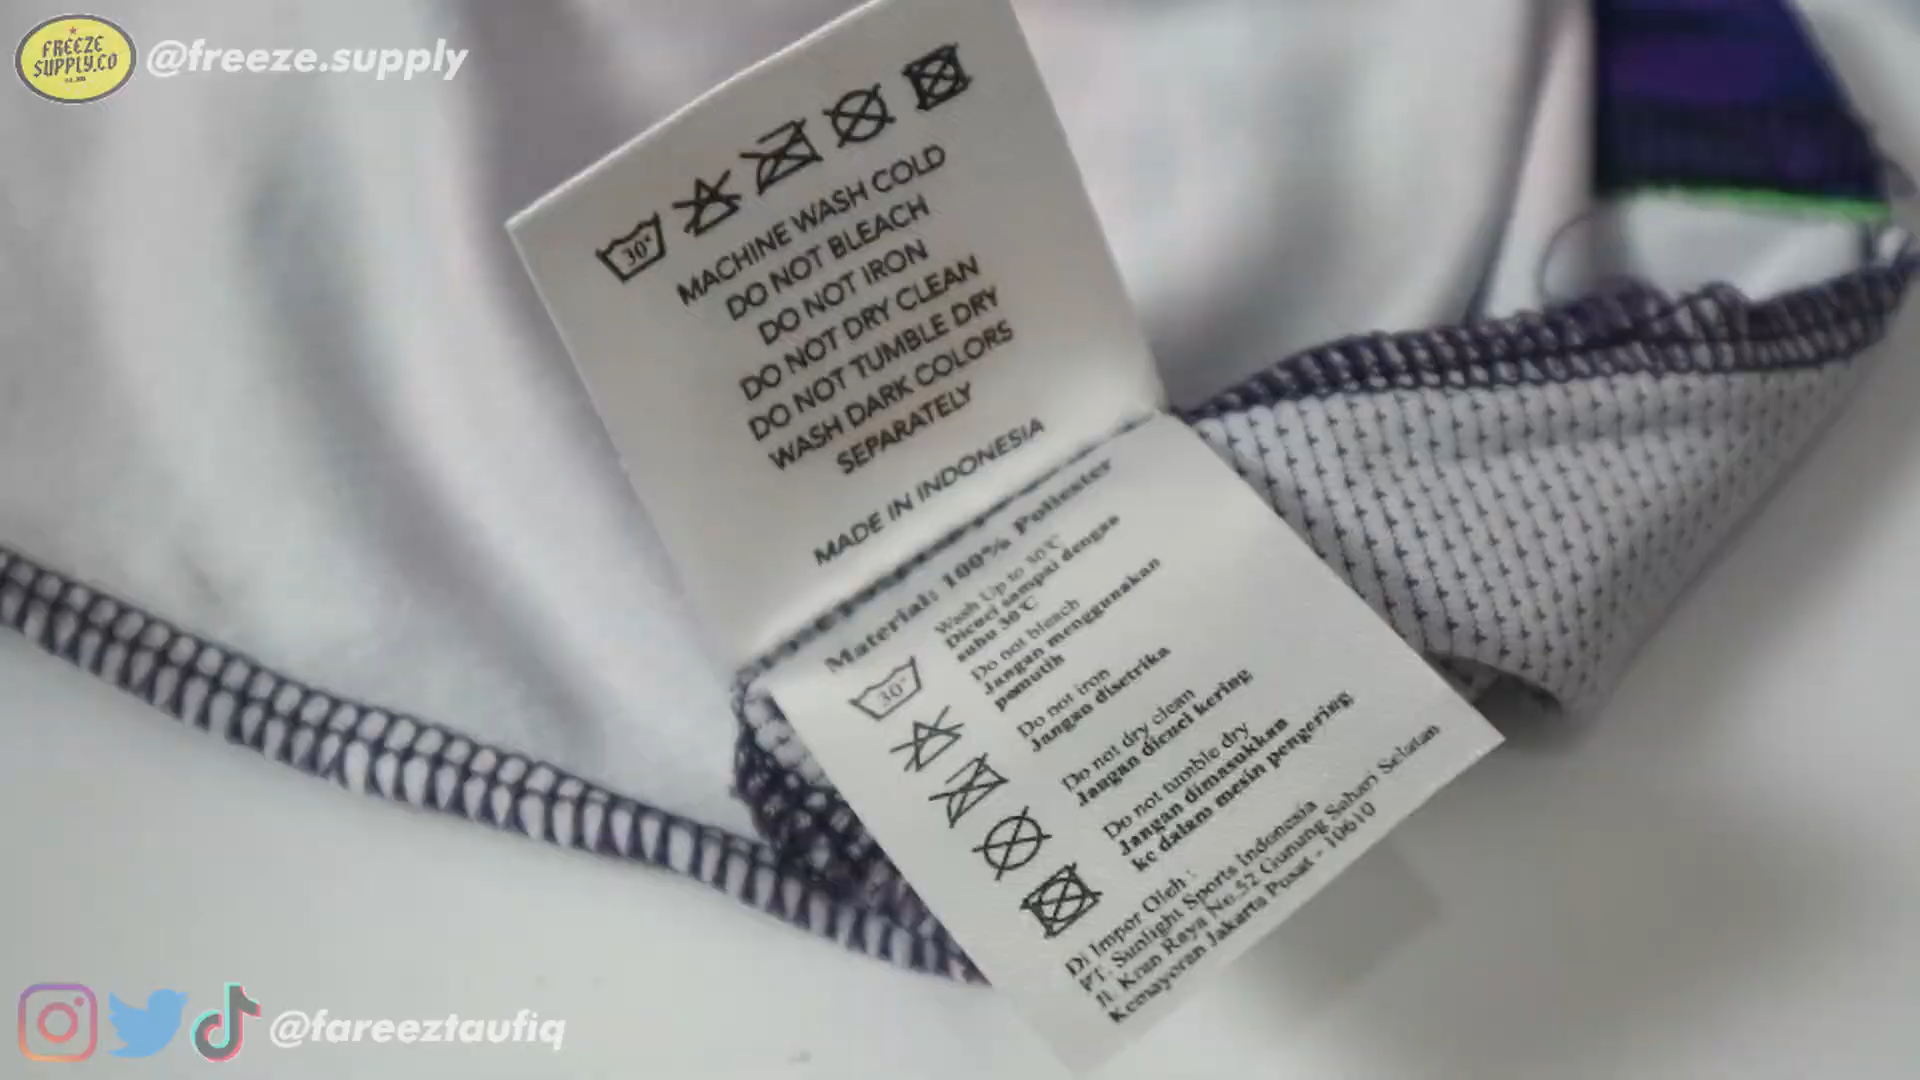 FREEZE
SUPPLY.CO
@freeze.supply
30°
MACHINE WASH COLD
DO NOT BLEACH
DO NOT IRON
DO NOT DRY CLEAN
DO NOT TUMBLE DRY
WASH DARK COLORS
SEPARATELY
MADE IN INDONESIA
Material: 100% Poliester
30°
Wash Up to 30°C
Dicuci sampai dengan
suhu 30°C
Do not bleach
Jangan menggunakan
pemutih
Do not iron
Jangan disetrika
Do not dry clean
Jangan dicuci kering
Do not tumble dry
Jangan dimasukkan
ke dalam mesin pengering
Di Impor Oleh :
PT. Sunlight Sports Indonesia
Jl. Raya No.52 Gunung Sahari Selatan
Kemayoran Jakarta Pusat - 10610
@fareeztaufiq